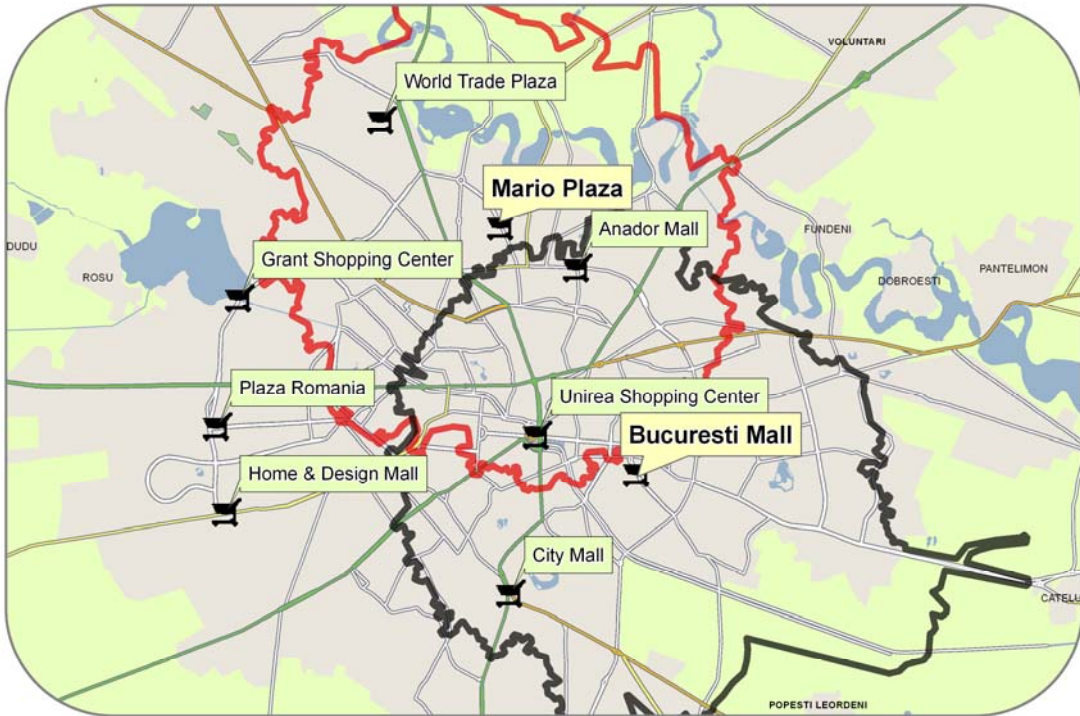 VOLUNTARI
World Trade Plaza
Mario Plaza
Anador Mall
FUNDENI
DUDU
Grant Shopping Center
ROSU
DOBROESTI
PANTELIMON
Plaza Romania
Unirea Shopping Center
Bucuresti Mall
Home & Design Mall
City Mall
CATELU
POPESTI LEORDENI